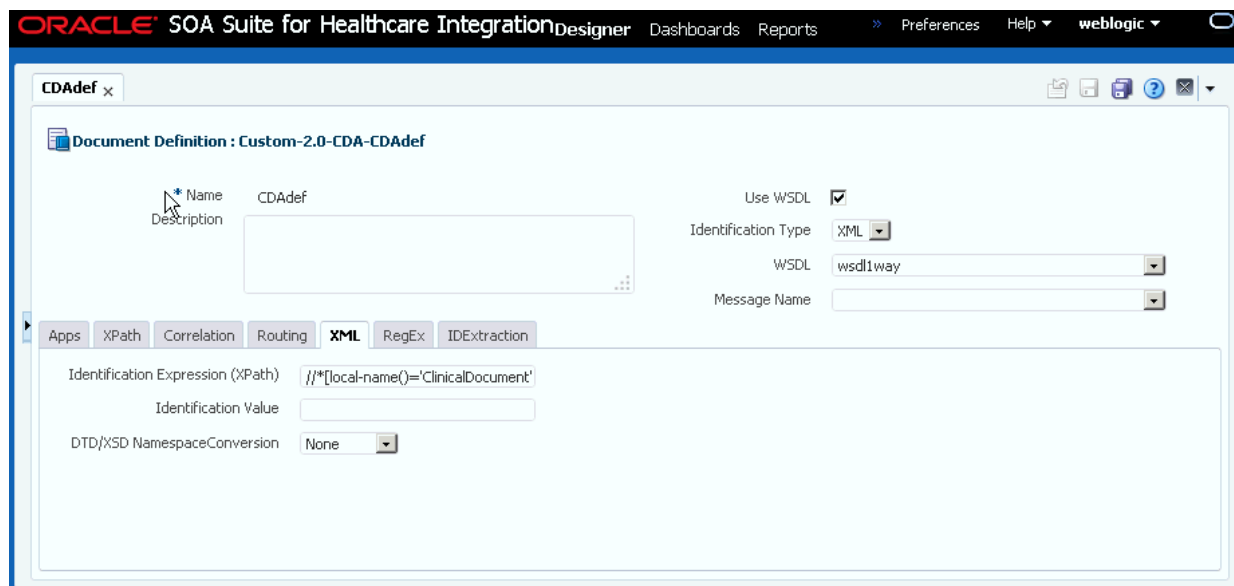 ORACLE SOA Suite for Healthcare Integration Designer Dashboards Reports » Preferences Help weblogic
CDAdef x
Document Definition : Custom-2.0-CDA-CDAdef
* Name CDAdef
Description
Use WSDL
Identification Type XML
WSDL wsdl1way
Message Name
Apps XPath Correlation Routing XML RegEx IDExtraction
Identification Expression (XPath) //*[local-name()='ClinicalDocument'
Identification Value
DTD/XSD NamespaceConversion None